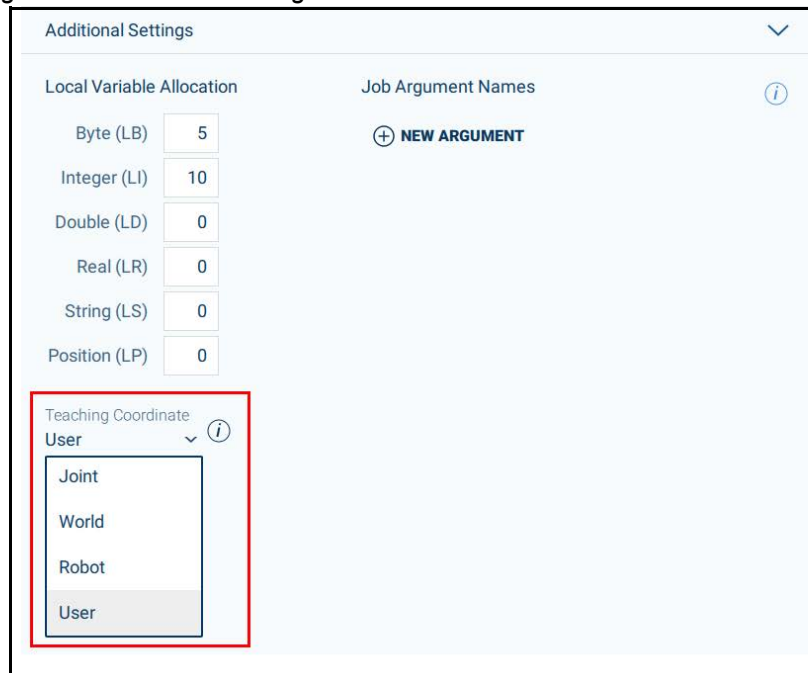 Additional Settings
Local Variable Allocation
Job Argument Names
Byte (LB) 5
NEW ARGUMENT
Integer (LI) 10
Double (LD) 0
Real (LR) 0
String (LS) 0
Position (LP) 0
Teaching Coordinate
User
Joint
World
Robot
User